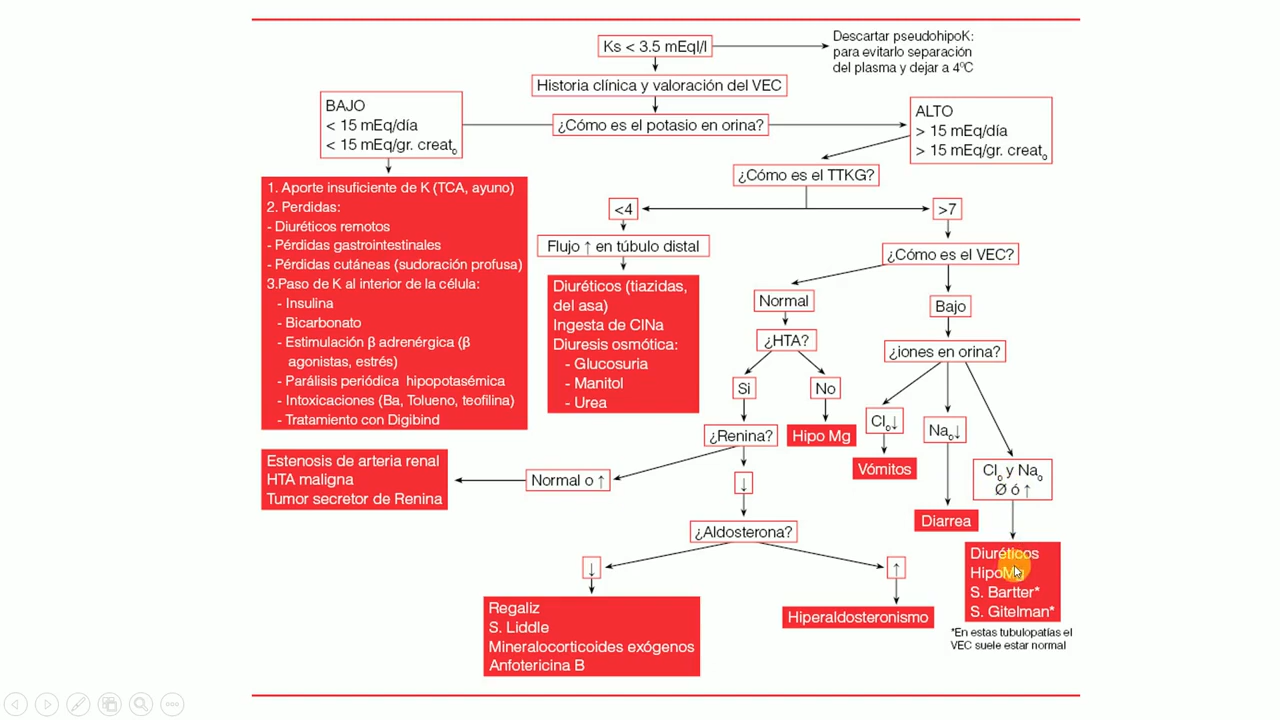 Ks < 3.5 mEql/l
Descartar pseudohipoK:
para evitarlo separación
del plasma y dejar a 4ºC
Historia clínica y valoración del VEC
¿Cómo es el potasio en orina?
BAJO
< 15 mEq/día
< 15 mEq/gr. creato
ALTO
> 15 mEq/día
> 15 mEq/gr. creato
1. Aporte insuficiente de K (TCA, ayuno)
2. Perdidas:
- Diuréticos remotos
- Pérdidas gastrointestinales
- Pérdidas cutáneas (sudoración profusa)
3.Paso de K al interior de la célula:
- Insulina
- Bicarbonato
- Estimulación β adrenérgica (β
agonistas, estrés)
- Parálisis periódica hipopotasémica
- Intoxicaciones (Ba, Tolueno, teofilina)
- Tratamiento con Digibind
¿Cómo es el TTKG?
<4
>7
Flujo ↑ en túbulo distal
Diuréticos (tiazidas,
del asa)
Ingesta de ClNa
Diuresis osmótica:
- Glucosuria
- Manitol
- Urea
¿Cómo es el VEC?
Normal
Bajo
¿HTA?
¿iones en orina?
Si
No
Hipo Mg
Clo↓
Nao↓
Clo y Nao
Ø ó ↑
Vómitos
Diarrea
Diuréticos
HipoMg
S. Bartter*
S. Gitelman*
*En estas tubulopatías el
VEC suele estar normal
¿Renina?
Normal o ↑
Estenosis de arteria renal
HTA maligna
Tumor secretor de Renina
↓
¿Aldosterona?
↓
↑
Regaliz
S. Liddle
Mineralocorticoides exógenos
Anfotericina B
Hiperaldosteronismo